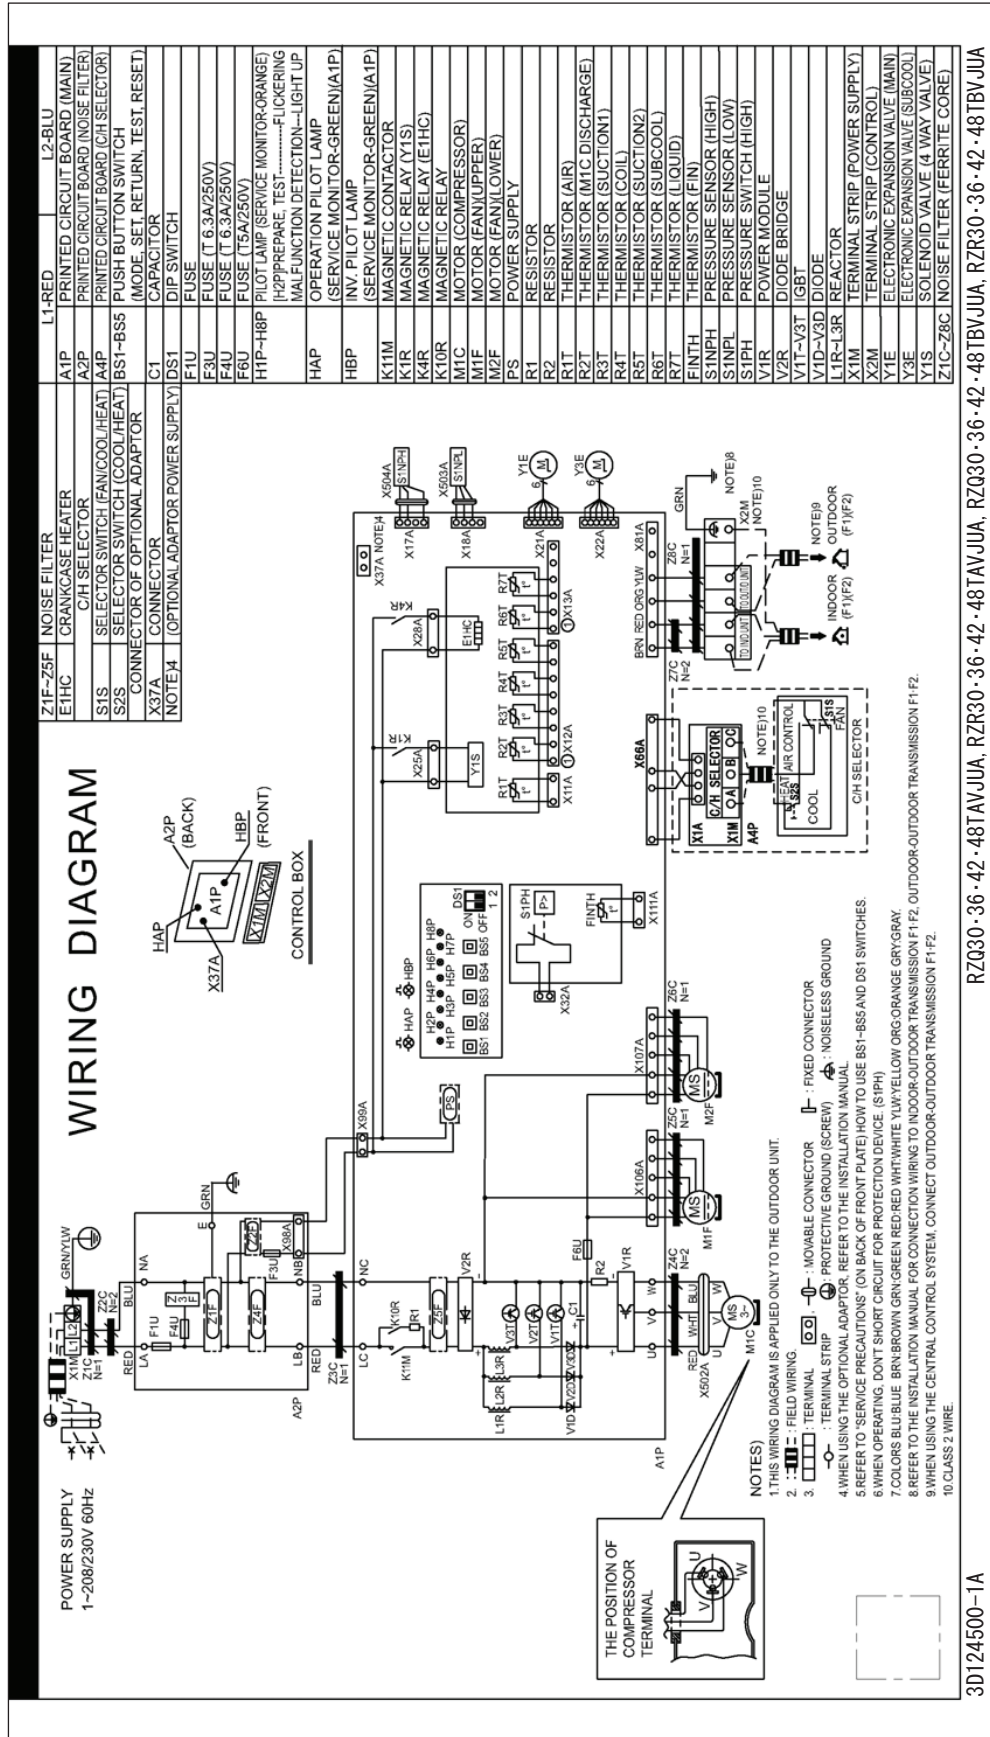 WIRING DIAGRAM
POWER SUPPLY
1~208/230V 60Hz
GRN/YLW
X1M
L1
L2
Z1C
N=1
Z2C
N=2
RED
BLU
LA
NA
F1U
F4U
Z3F
Z1F
E
GRN
Z4F
Z2F
F3U
X98A
LB
NB
A2P
RED
BLU
Z3C
N=1
LC
NC
X99A
K11M
K10R
R1
Z5F
V2R
PS
L1R
L2R
L3R
V3T
V2T
V1T
V1D
V2D
V3D
C1
R2
F6U
V1R
A1P
U
V
W
Z4C
N=2
RED
WHT
BLU
X502A
U
V
W
MS
3~
M1C
X106A
Z5C
N=1
MS
M1F
X107A
Z6C
N=1
MS
M2F
THE POSITION OF
COMPRESSOR
TERMINAL
U
V
W
HAP
A2P
(BACK)
HBP
(FRONT)
A1P
X37A
X1M
X2M
CONTROL BOX
HAP
HBP
H1P
H2P
H3P
H4P
H5P
H6P
H7P
H8P
BS1
BS2
BS3
BS4
BS5
DS1
ON
OFF
1 2
X32A
S1PH
P>
FINTH
t°
X111A
K1R
X25A
Y1S
K4R
X28A
E1HC
R1T
R2T
R3T
R4T
R5T
R6T
R7T
t°
t°
t°
t°
t°
t°
t°
X11A
X12A
X13A
X37A NOTE)4
X17A
X504A
S1NPH
X18A
X503A
S1NPL
X21A
Y1E
6
M
X22A
Y3E
6
M
X66A
X1A
C/H SELECTOR
X1M
A
B
C
A4P
NOTE)10
HEAT
AIR CONTROL
S2S
COOL
S1S
FAN
C/H SELECTOR
X81A
BRN
RED
ORG
YLW
Z7C
N=2
Z8C
N=1
GRN
NOTE)8
X2M
NOTE)10
TO IND UNIT
TO OUT/D UNIT
NOTE)9
INDOOR
(F1)(F2)
OUTDOOR
(F1)(F2)
NOTES)
1.THIS WIRING DIAGRAM IS APPLIED ONLY TO THE OUTDOOR UNIT.
2. : FIELD WIRING.
3. : TERMINAL : MOVABLE CONNECTOR : FIXED CONNECTOR
: TERMINAL STRIP : PROTECTIVE GROUND (SCREW) : NOISELESS GROUND
4.WHEN USING THE OPTIONAL ADAPTOR, REFER TO THE INSTALLATION MANUAL.
5.REFER TO "SERVICE PRECAUTIONS" (ON BACK OF FRONT PLATE) HOW TO USE BS1~BS5 AND DS1 SWITCHES.
6.WHEN OPERATING, DON'T SHORT CIRCUIT FOR PROTECTION DEVICE. (S1PH)
7.COLORS BLU:BLUE BRN:BROWN GRN:GREEN RED:RED WHT:WHITE YLW:YELLOW ORG:ORANGE GRY:GRAY.
8.REFER TO THE INSTALLATION MANUAL FOR CONNECTION WIRING TO INDOOR-OUTDOOR TRANSMISSION F1·F2, OUTDOOR-OUTDOOR TRANSMISSION F1·F2.
9.WHEN USING THE CENTRAL CONTROL SYSTEM, CONNECT OUTDOOR-OUTDOOR TRANSMISSION F1·F2.
10.CLASS 2 WIRE.
Z1F~Z5F NOISE FILTER
E1HC CRANKCASE HEATER
C/H SELECTOR
S1S SELECTOR SWITCH (FAN/COOL/HEAT)
S2S SELECTOR SWITCH (COOL/HEAT)
CONNECTOR OF OPTIONAL ADAPTOR
X37A CONNECTOR
NOTE)4 (OPTIONAL ADAPTOR POWER SUPPLY)
L1-RED L2-BLU
A1P PRINTED CIRCUIT BOARD (MAIN)
A2P PRINTED CIRCUIT BOARD (NOISE FILTER)
A4P PRINTED CIRCUIT BOARD (C/H SELECTOR)
BS1~BS5 PUSH BUTTON SWITCH
(MODE, SET, RETURN, TEST, RESET)
C1 CAPACITOR
DS1 DIP SWITCH
F1U FUSE
F3U FUSE (T 6.3A/250V)
F4U FUSE (T 6.3A/250V)
F6U FUSE (T5A/250V)
H1P~H8P PILOT LAMP (SERVICE MONITOR-ORANGE)
[H2P]PREPARE, TEST----------FLICKERING
MALFUNCTION DETECTION---LIGHT UP
HAP OPERATION PILOT LAMP
(SERVICE MONITOR-GREEN)(A1P)
HBP INV. PILOT LAMP
(SERVICE MONITOR-GREEN)(A1P)
K11M MAGNETIC CONTACTOR
K1R MAGNETIC RELAY (Y1S)
K4R MAGNETIC RELAY (E1HC)
K10R MAGNETIC RELAY
M1C MOTOR (COMPRESSOR)
M1F MOTOR (FAN)(UPPER)
M2F MOTOR (FAN)(LOWER)
PS POWER SUPPLY
R1 RESISTOR
R2 RESISTOR
R1T THERMISTOR (AIR)
R2T THERMISTOR (M1C DISCHARGE)
R3T THERMISTOR (SUCTION1)
R4T THERMISTOR (COIL)
R5T THERMISTOR (SUCTION2)
R6T THERMISTOR (SUBCOOL)
R7T THERMISTOR (LIQUID)
FINTH THERMISTOR (FIN)
S1NPH PRESSURE SENSOR (HIGH)
S1NPL PRESSURE SENSOR (LOW)
S1PH PRESSURE SWITCH (HIGH)
V1R POWER MODULE
V2R DIODE BRIDGE
V1T~V3T IGBT
V1D~V3D DIODE
L1R~L3R REACTOR
X1M TERMINAL STRIP (POWER SUPPLY)
X2M TERMINAL STRIP (CONTROL)
Y1E ELECTRONIC EXPANSION VALVE (MAIN)
Y3E ELECTRONIC EXPANSION VALVE (SUBCOOL)
Y1S SOLENOID VALVE (4 WAY VALVE)
Z1C~Z8C NOISE FILTER (FERRITE CORE)
3D124500-1A
RZQ30·36·42·48TAVJUA, RZR30·36·42·48TAVJUA, RZQ30·36·42·48TBVJUA, RZR30·36·42·48TBVJUA